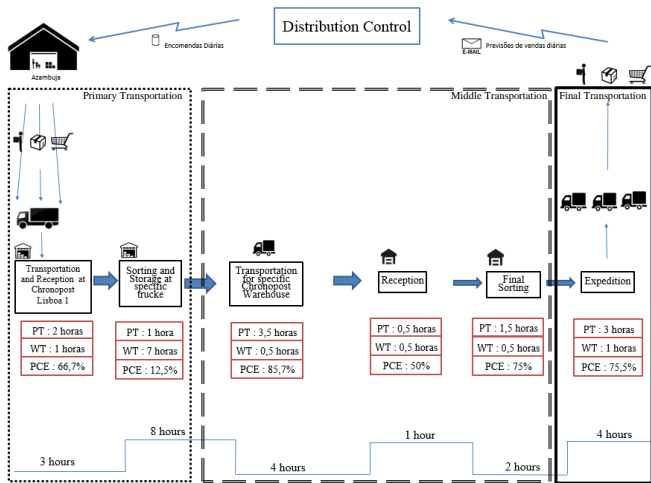 Distribution Control
Encomendas Diárias
Previsões de vendas diárias
E-MAIL
Azambuja
Primary Transportation
Middle Transportation
Final Transportation
Transportation
and Reception at
Chronopost
Lisboa 1
Sorting and
Storage at
specific
trucke
Transportation
for specific
Chronopost
Warehouse
Reception
Final
Sorting
Expedition
PT : 2 horas
WT : 1 horas
PCE : 66,7%
PT : 1 hora
WT : 7 horas
PCE : 12,5%
PT : 3,5 horas
WT : 0,5 horas
PCE : 85,7%
PT : 0,5 horas
WT : 0,5 horas
PCE : 50%
PT : 1,5 horas
WT : 0,5 horas
PCE : 75%
PT : 3 horas
WT : 1 horas
PCE : 75,5%
3 hours
8 hours
4 hours
1 hour
2 hours
4 hours